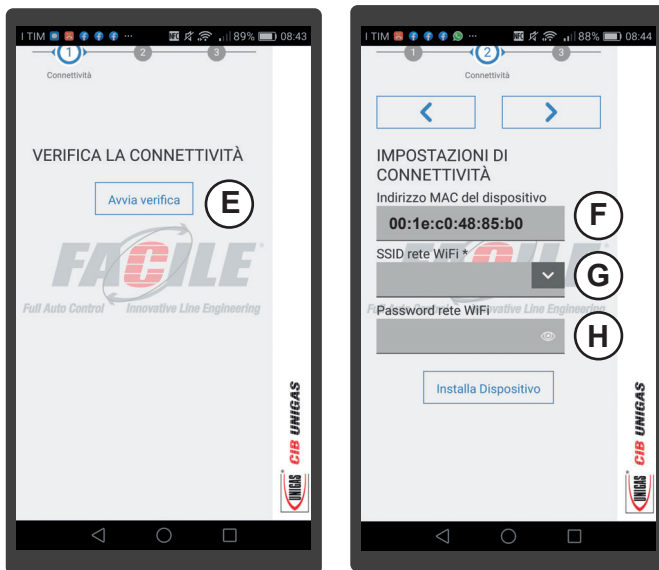 I TIM 89% 08:43
1 2 3
Connettività
VERIFICA LA CONNETTIVITÀ
Avvia verifica
E
FACILE
Full Auto Control Innovative Line Engineering
UNIGAS
CIB UNIGAS
I TIM 88% 08:44
1 2 3
Connettività
IMPOSTAZIONI DI
CONNETTIVITÀ
Indirizzo MAC del dispositivo
00:1e:c0:48:85:b0
F
SSID rete WiFi *
G
Password rete WiFi
H
Installa Dispositivo
UNIGAS
CIB UNIGAS